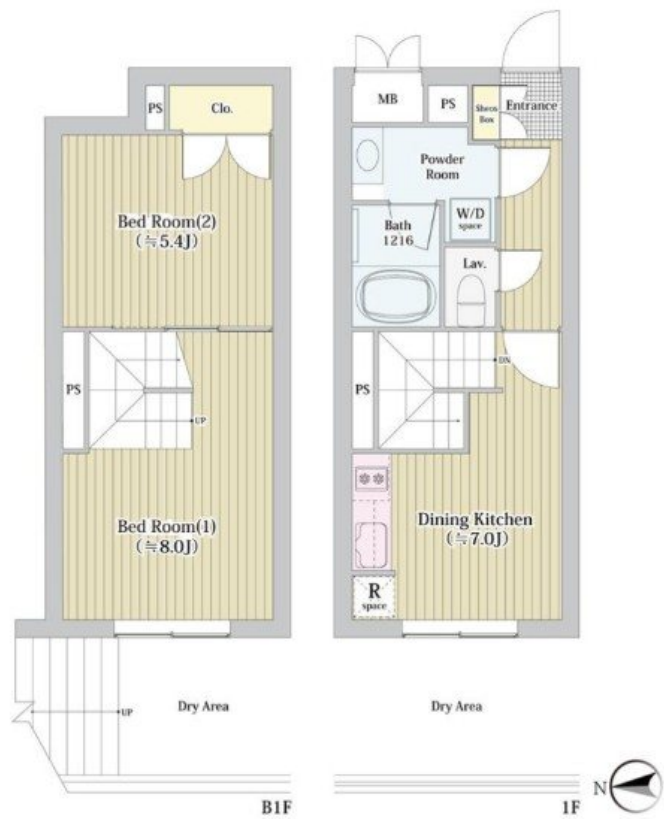 PS
Clo.
Bed Room(2)
(≒5.4J)
PS
UP
Bed Room(1)
(≒8.0J)
UP
Dry Area
B1F
MB
PS
Shoes
Box
Entrance
Powder
Room
Bath
1216
W/D
space
Lav.
PS
DN
Dining Kitchen
(≒7.0J)
R
space
Dry Area
1F
N